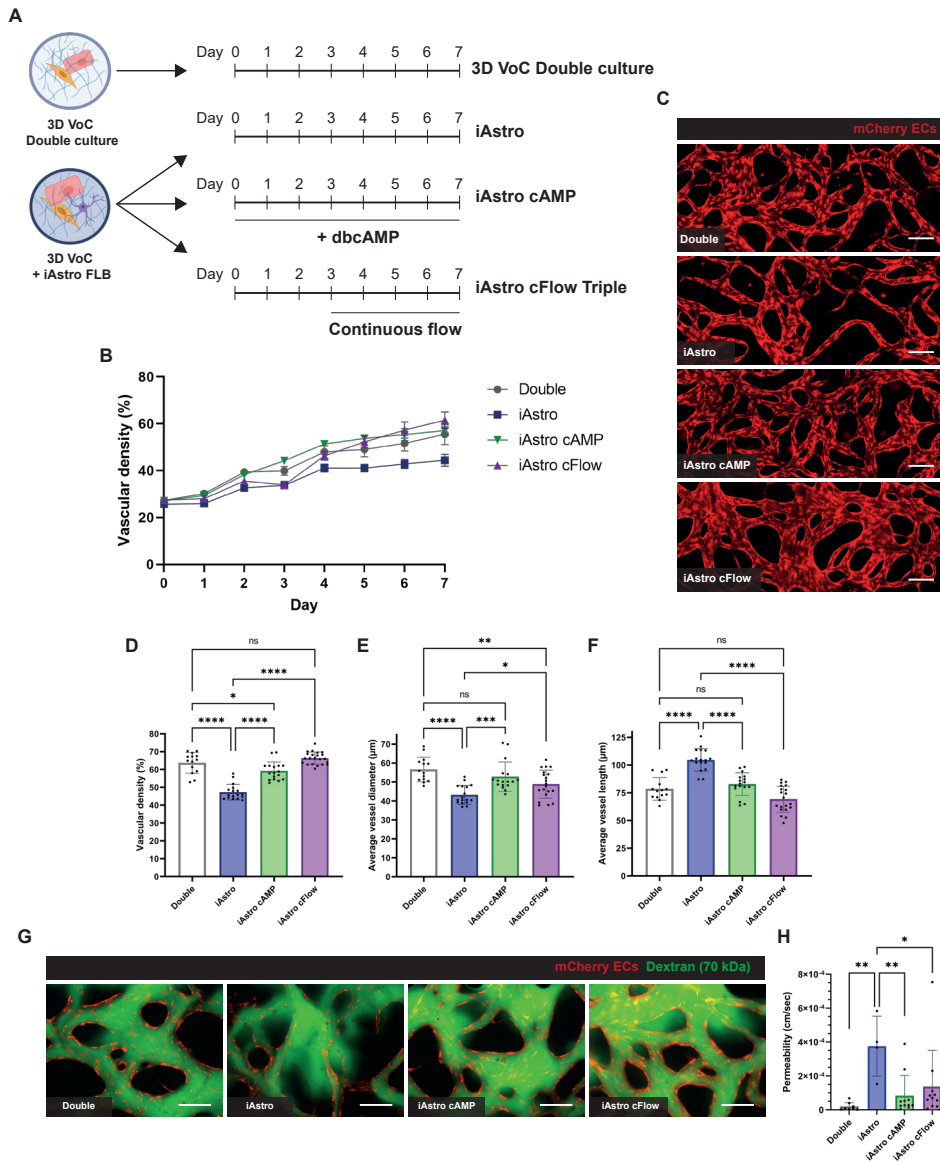 A
Day 0 1 2 3 4 5 6 7
3D VoC Double culture
3D VoC
Double culture
Day 0 1 2 3 4 5 6 7
iAstro
Day 0 1 2 3 4 5 6 7
iAstro cAMP
+ dbcAMP
3D VoC
+ iAstro FLB
Day 0 1 2 3 4 5 6 7
iAstro cFlow Triple
Continuous flow
B
Vascular density (%)
80
60
40
20
0
0 1 2 3 4 5 6 7
Day
Double
iAstro
iAstro cAMP
iAstro cFlow
C
mCherry ECs
Double
iAstro
iAstro cAMP
iAstro cFlow
D
ns
****
*
**** ****
Vascular density (%)
80
70
60
50
40
30
20
10
0
Double
iAstro
iAstro cAMP
iAstro cFlow
E
**
*
ns
**** ***
Average vessel diameter (μm)
80
70
60
50
40
30
20
10
0
Double
iAstro
iAstro cAMP
iAstro cFlow
F
ns
****
ns
**** ****
Average vessel length (μm)
125
100
75
50
25
0
Double
iAstro
iAstro cAMP
iAstro cFlow
G
mCherry ECs Dextran (70 kDa)
Double
iAstro
iAstro cAMP
iAstro cFlow
H
*
** **
Permeability (cm/sec)
8×10⁻⁴
6×10⁻⁴
4×10⁻⁴
2×10⁻⁴
0
Double
iAstro
iAstro cAMP
iAstro cFlow